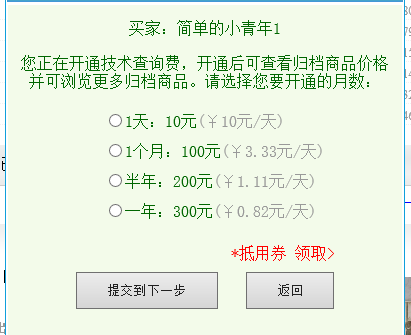 买家：简单的小青年1
您正在开通技术查询费，开通后可查看归档商品价格
并可浏览更多归档商品。请选择您要开通的月数：
1天：10元(￥10元/天)
1个月：100元(￥3.33元/天)
半年：200元(￥1.11元/天)
一年：300元(￥0.82元/天)
*抵用券 领取>
提交到下一步 返回